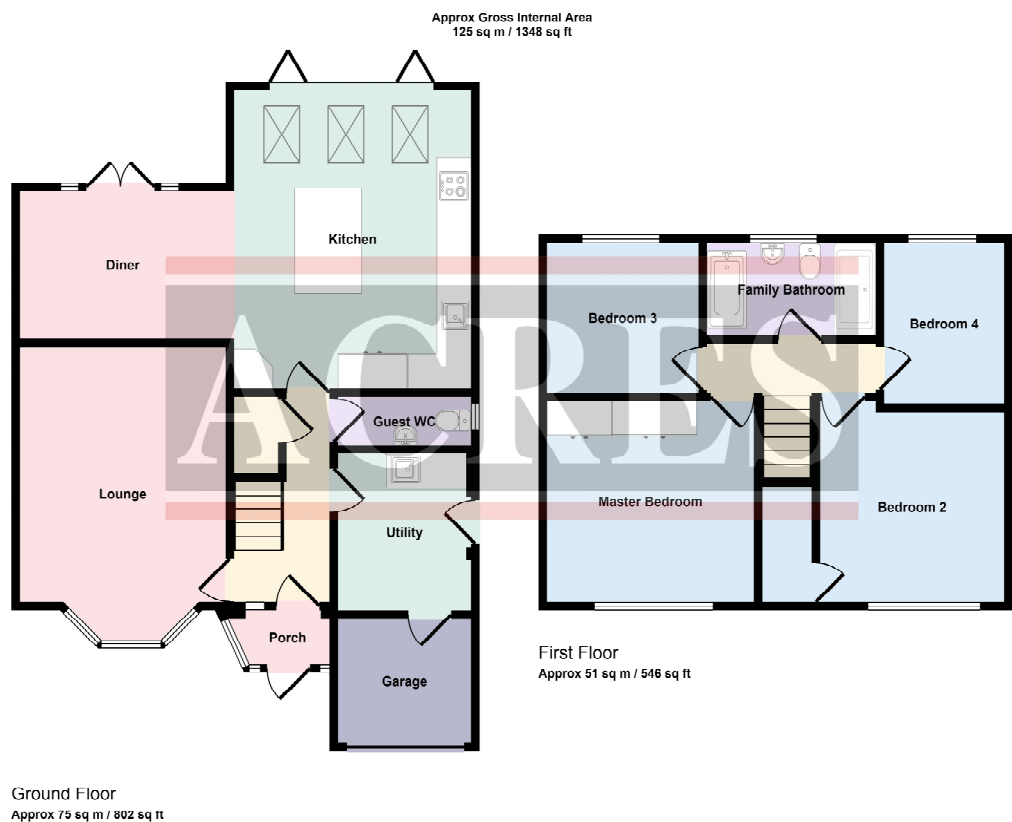 Approx Gross Internal Area
125 sq m / 1348 sq ft
Kitchen
Diner
Family Bathroom
Bedroom 3
Bedroom 4
ACRES
Guest WC
Lounge
Master Bedroom
Bedroom 2
Utility
Porch
Garage
First Floor
Approx 51 sq m / 546 sq ft
Ground Floor
Approx 75 sq m / 802 sq ft